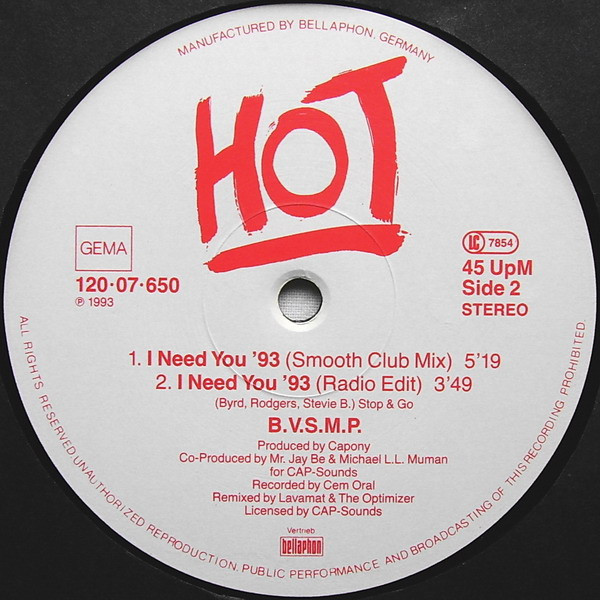 MANUFACTURED BY BELLAPHON. GERMANY
HOT
GEMA
120·07·650
℗ 1993
LC 7854
45 UpM
Side 2
STEREO
1. I Need You '93 (Smooth Club Mix) 5'19
2. I Need You '93 (Radio Edit) 3'49
(Byrd, Rodgers, Stevie B.) Stop & Go
B.V.S.M.P.
Produced by Capony
Co-Produced by Mr. Jay Be & Michael L.L. Muman
for CAP-Sounds
Recorded by Cem Oral
Remixed by Lavamat & The Optimizer
Licensed by CAP-Sounds
Vertrieb
bellaphon
ALL RIGHTS RESERVED. UNAUTHORIZED REPRODUCTION. PUBLIC PERFORMANCE AND BROADCASTING OF THIS RECORDING PROHIBITED.